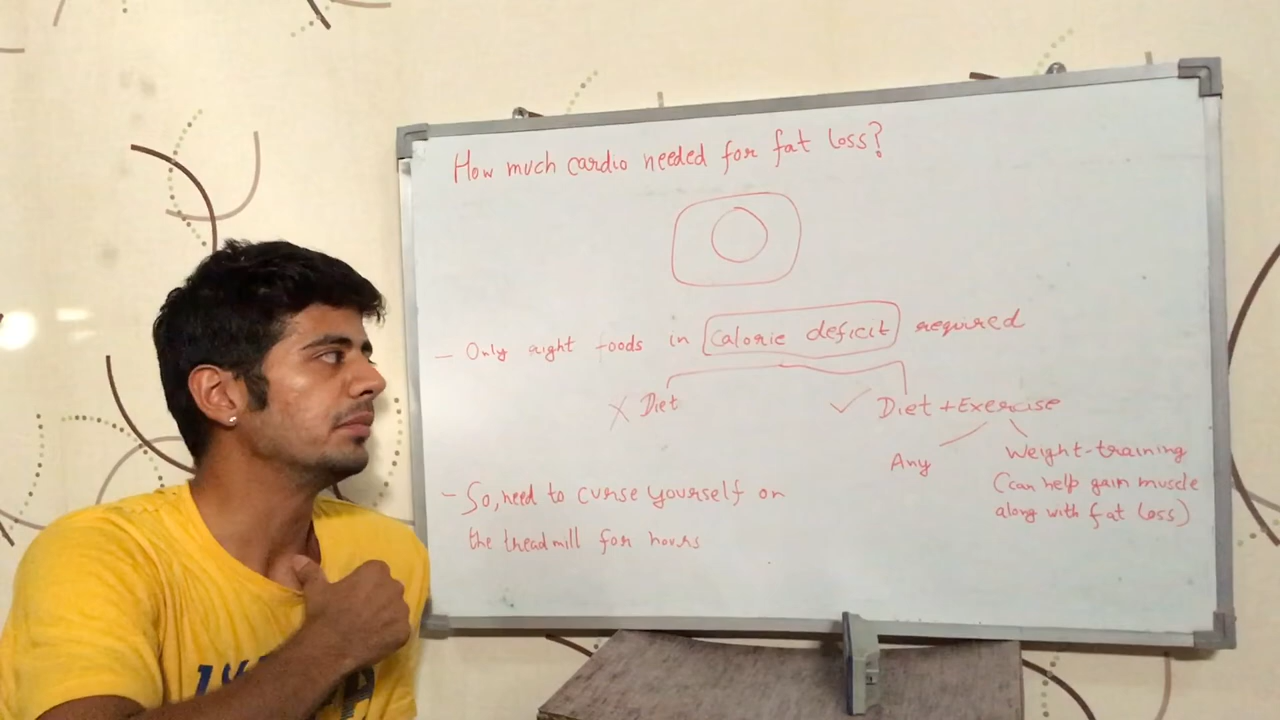 How much cardio needed for fat loss?
- Only right foods in calorie deficit required
X Diet
✓ Diet + Exercise
Any
Weight-training
(can help gain muscle
along with fat loss)
- So, need to curse yourself on
the treadmill for hours